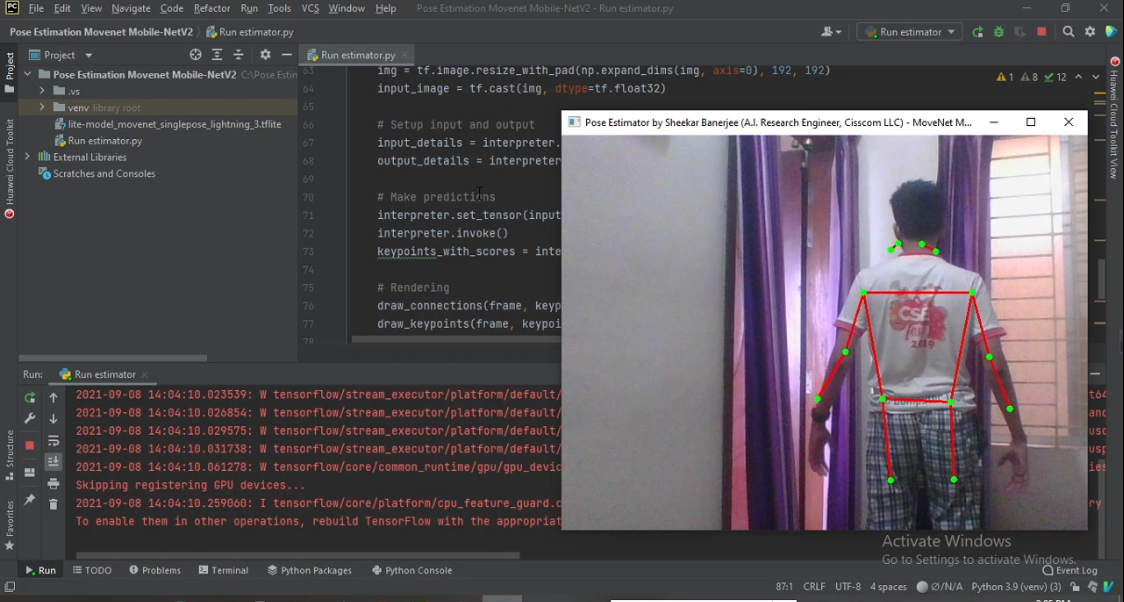 PC File Edit View Navigate Code Refactor Run Tools VCS Window Help Pose Estimation Movenet Mobile-NetV2 - Run estimator.py
Pose Estimation Movenet Mobile-NetV2 Run estimator.py Run estimator
Project Run estimator.py
Pose Estimation Movenet Mobile-NetV2 C:\Pose Estin
.vs
venv library root
lite-model_movenet_singlepose_lightning_3.tflite
Run estimator.py
External Libraries
Scratches and Consoles
Project
Huawei Cloud Toolkit
Structure
Favorites
1 8 12
63 img = tf.image.resize_with_pad(np.expand_dims(img, axis=0), 192, 192)
64 input_image = tf.cast(img, dtype=tf.float32)
65
66 # Setup input and output
67 input_details = interpreter.
68 output_details = interpreter
69
70 # Make predictions
71 interpreter.set_tensor(input
72 interpreter.invoke()
73 keypoints_with_scores = inte
74
75 # Rendering
76 draw_connections(frame, keyp
77 draw_keypoints(frame, keypoi
78
Huawei Cloud Toolkit View
Pose Estimator by Sheekar Banerjee (A.I. Research Engineer, Cisscom LLC) - MoveNet M...
CSE
2019
Run: Run estimator
2021-09-08 14:04:10.023539: W tensorflow/stream_executor/platform/default/
2021-09-08 14:04:10.026854: W tensorflow/stream_executor/platform/default/
2021-09-08 14:04:10.029575: W tensorflow/stream_executor/platform/default/
2021-09-08 14:04:10.031738: W tensorflow/stream_executor/platform/default/
2021-09-08 14:04:10.061278: W tensorflow/core/common_runtime/gpu/gpu_devic
Skipping registering GPU devices...
2021-09-08 14:04:10.259060: I tensorflow/core/platform/cpu_feature_guard.c
To enable them in other operations, rebuild TensorFlow with the appropriat
Activate Windows
Go to Settings to activate Windows.
Run TODO Problems Terminal Python Packages Python Console Event Log
87:1 CRLF UTF-8 4 spaces Ø/N/A Python 3.9 (venv) (3)